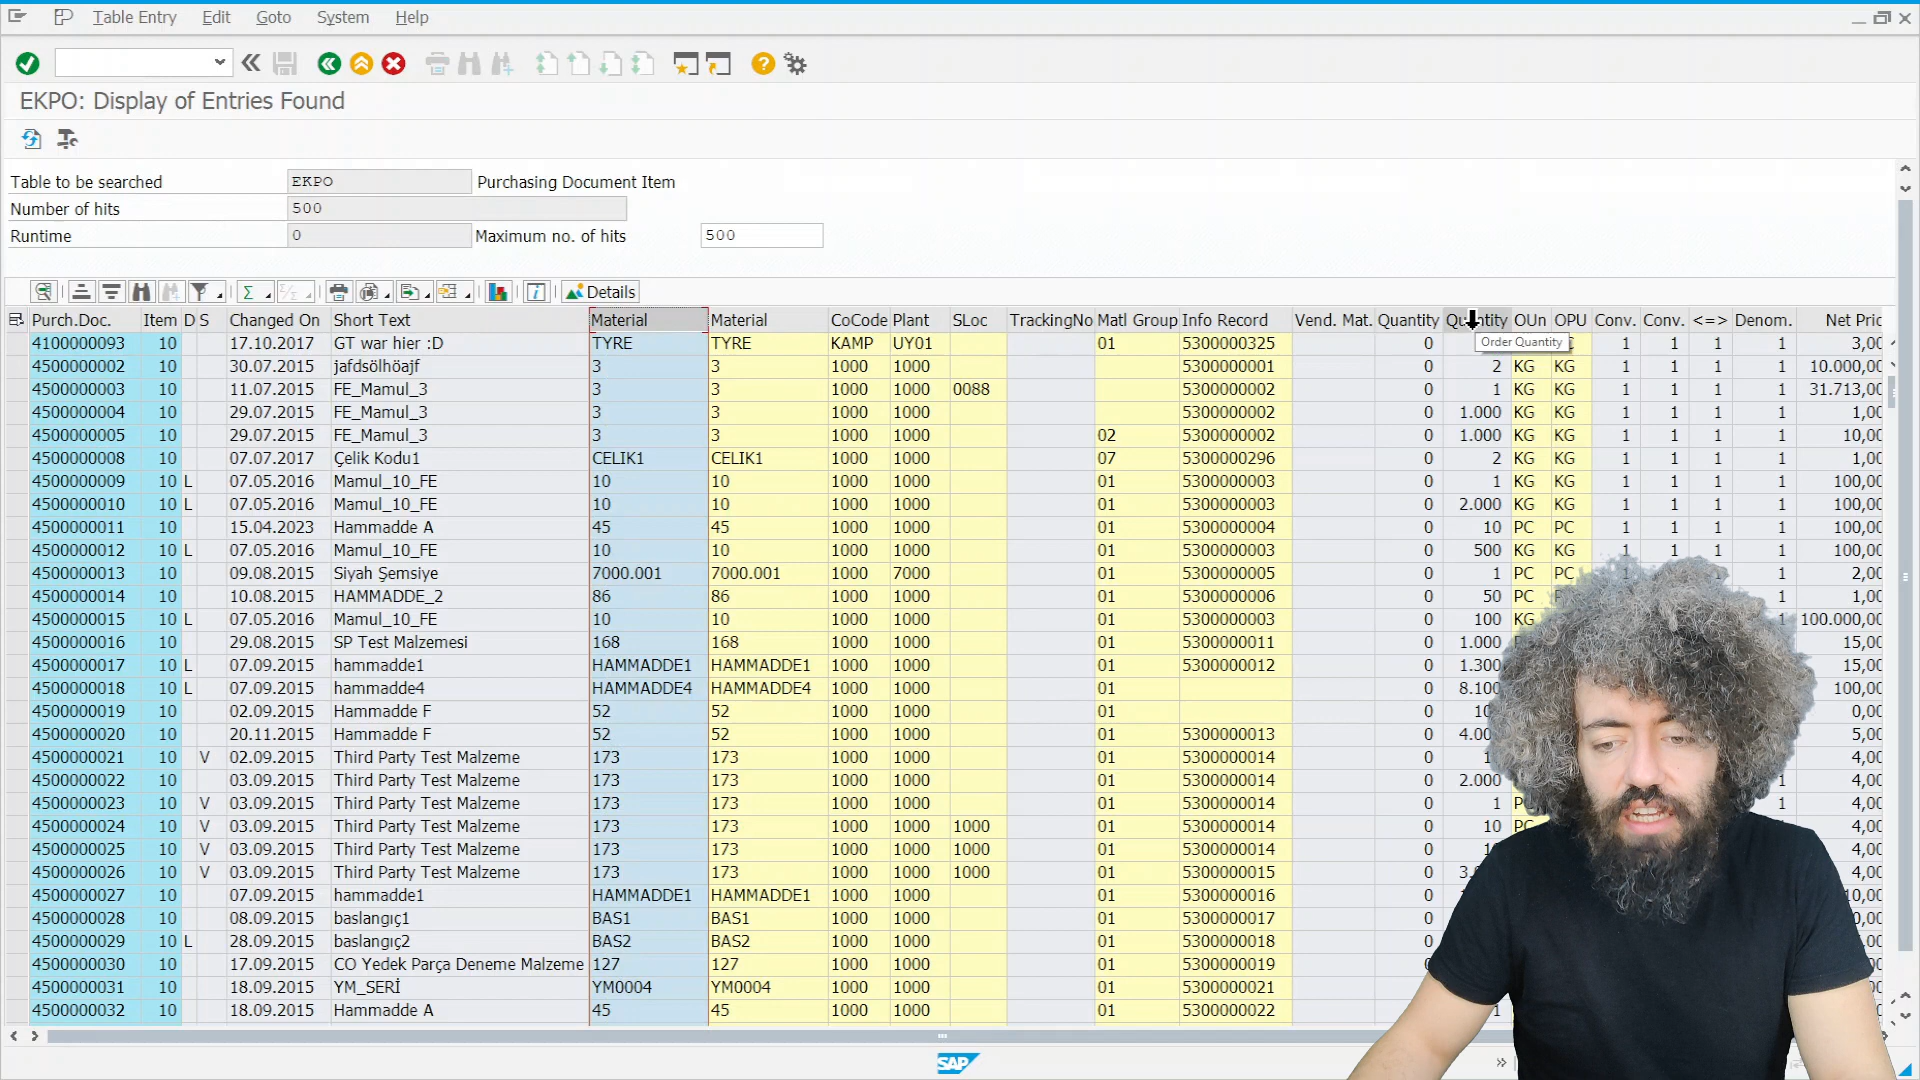 Table Entry Edit Goto System Help
EKPO: Display of Entries Found
Table to be searched EKPO Purchasing Document Item
Number of hits 500
Runtime 0 Maximum no. of hits 500
Details
Purch.Doc. Item D S Changed On Short Text Material Material CoCode Plant SLoc TrackingNo Matl Group Info Record Vend. Mat. Quantity Quantity OUn OPU Conv. Conv. <=> Denom. Net Pric
Order Quantity
4100000093 10 17.10.2017 GT war hier :D TYRE TYRE KAMP UY01 01 5300000325 0 1 1 1 1 3,00
4500000002 10 30.07.2015 jafdsölhöajf 3 3 1000 1000 5300000001 0 2 KG KG 1 1 1 1 10.000,00
4500000003 10 11.07.2015 FE_Mamul_3 3 3 1000 1000 0088 5300000002 0 1 KG KG 1 1 1 1 31.713,00
4500000004 10 29.07.2015 FE_Mamul_3 3 3 1000 1000 5300000002 0 1.000 KG KG 1 1 1 1 1,00
4500000005 10 29.07.2015 FE_Mamul_3 3 3 1000 1000 02 5300000002 0 1.000 KG KG 1 1 1 1 10,00
4500000008 10 07.07.2017 Çelik Kodu1 CELIK1 CELIK1 1000 1000 07 5300000296 0 2 KG KG 1 1 1 1 1,00
4500000009 10 L 07.05.2016 Mamul_10_FE 10 10 1000 1000 01 5300000003 0 1 KG KG 1 1 1 1 100,00
4500000010 10 L 07.05.2016 Mamul_10_FE 10 10 1000 1000 01 5300000003 0 2.000 KG KG 1 1 1 1 100,00
4500000011 10 15.04.2023 Hammadde A 45 45 1000 1000 01 5300000004 0 10 PC PC 1 1 1 1 100,00
4500000012 10 L 07.05.2016 Mamul_10_FE 10 10 1000 1000 01 5300000003 0 500 KG KG 1 1 1 1 100,00
4500000013 10 09.08.2015 Siyah Şemsiye 7000.001 7000.001 1000 7000 01 5300000005 0 1 PC PC 1 2,00
4500000014 10 10.08.2015 HAMMADDE_2 86 86 1000 1000 01 5300000006 0 50 PC 1 1,00
4500000015 10 L 07.05.2016 Mamul_10_FE 10 10 1000 1000 01 5300000003 0 100 KG 1 100.000,00
4500000016 10 29.08.2015 SP Test Malzemesi 168 168 1000 1000 01 5300000011 0 1.000 15,00
4500000017 10 L 07.09.2015 hammadde1 HAMMADDE1 HAMMADDE1 1000 1000 01 5300000012 0 1.300 15,00
4500000018 10 L 07.09.2015 hammadde4 HAMMADDE4 HAMMADDE4 1000 1000 01 0 8.100 100,00
4500000019 10 02.09.2015 Hammadde F 52 52 1000 1000 01 0 0,00
4500000020 10 20.11.2015 Hammadde F 52 52 1000 1000 01 5300000013 0 5,00
4500000021 10 V 02.09.2015 Third Party Test Malzeme 173 173 1000 1000 01 5300000014 0 4,00
4500000022 10 03.09.2015 Third Party Test Malzeme 173 173 1000 1000 01 5300000014 0 2.000 4,00
4500000023 10 V 03.09.2015 Third Party Test Malzeme 173 173 1000 1000 01 5300000014 0 1 4,00
4500000024 10 V 03.09.2015 Third Party Test Malzeme 173 173 1000 1000 1000 01 5300000014 0 10 PC 4,00
4500000025 10 V 03.09.2015 Third Party Test Malzeme 173 173 1000 1000 1000 01 5300000014 0 4,00
4500000026 10 V 03.09.2015 Third Party Test Malzeme 173 173 1000 1000 1000 01 5300000015 0 4,00
4500000027 10 07.09.2015 hammadde1 HAMMADDE1 HAMMADDE1 1000 1000 01 5300000016 0
4500000028 10 08.09.2015 baslangıç1 BAS1 BAS1 1000 1000 01 5300000017 0
4500000029 10 L 28.09.2015 baslangıç2 BAS2 BAS2 1000 1000 01 5300000018 0
4500000030 10 17.09.2015 CO Yedek Parça Deneme Malzeme 127 127 1000 1000 01 5300000019
4500000031 10 18.09.2015 YM_SERİ YM0004 YM0004 1000 1000 01 5300000021
4500000032 10 18.09.2015 Hammadde A 45 45 1000 1000 01 5300000022
SAP